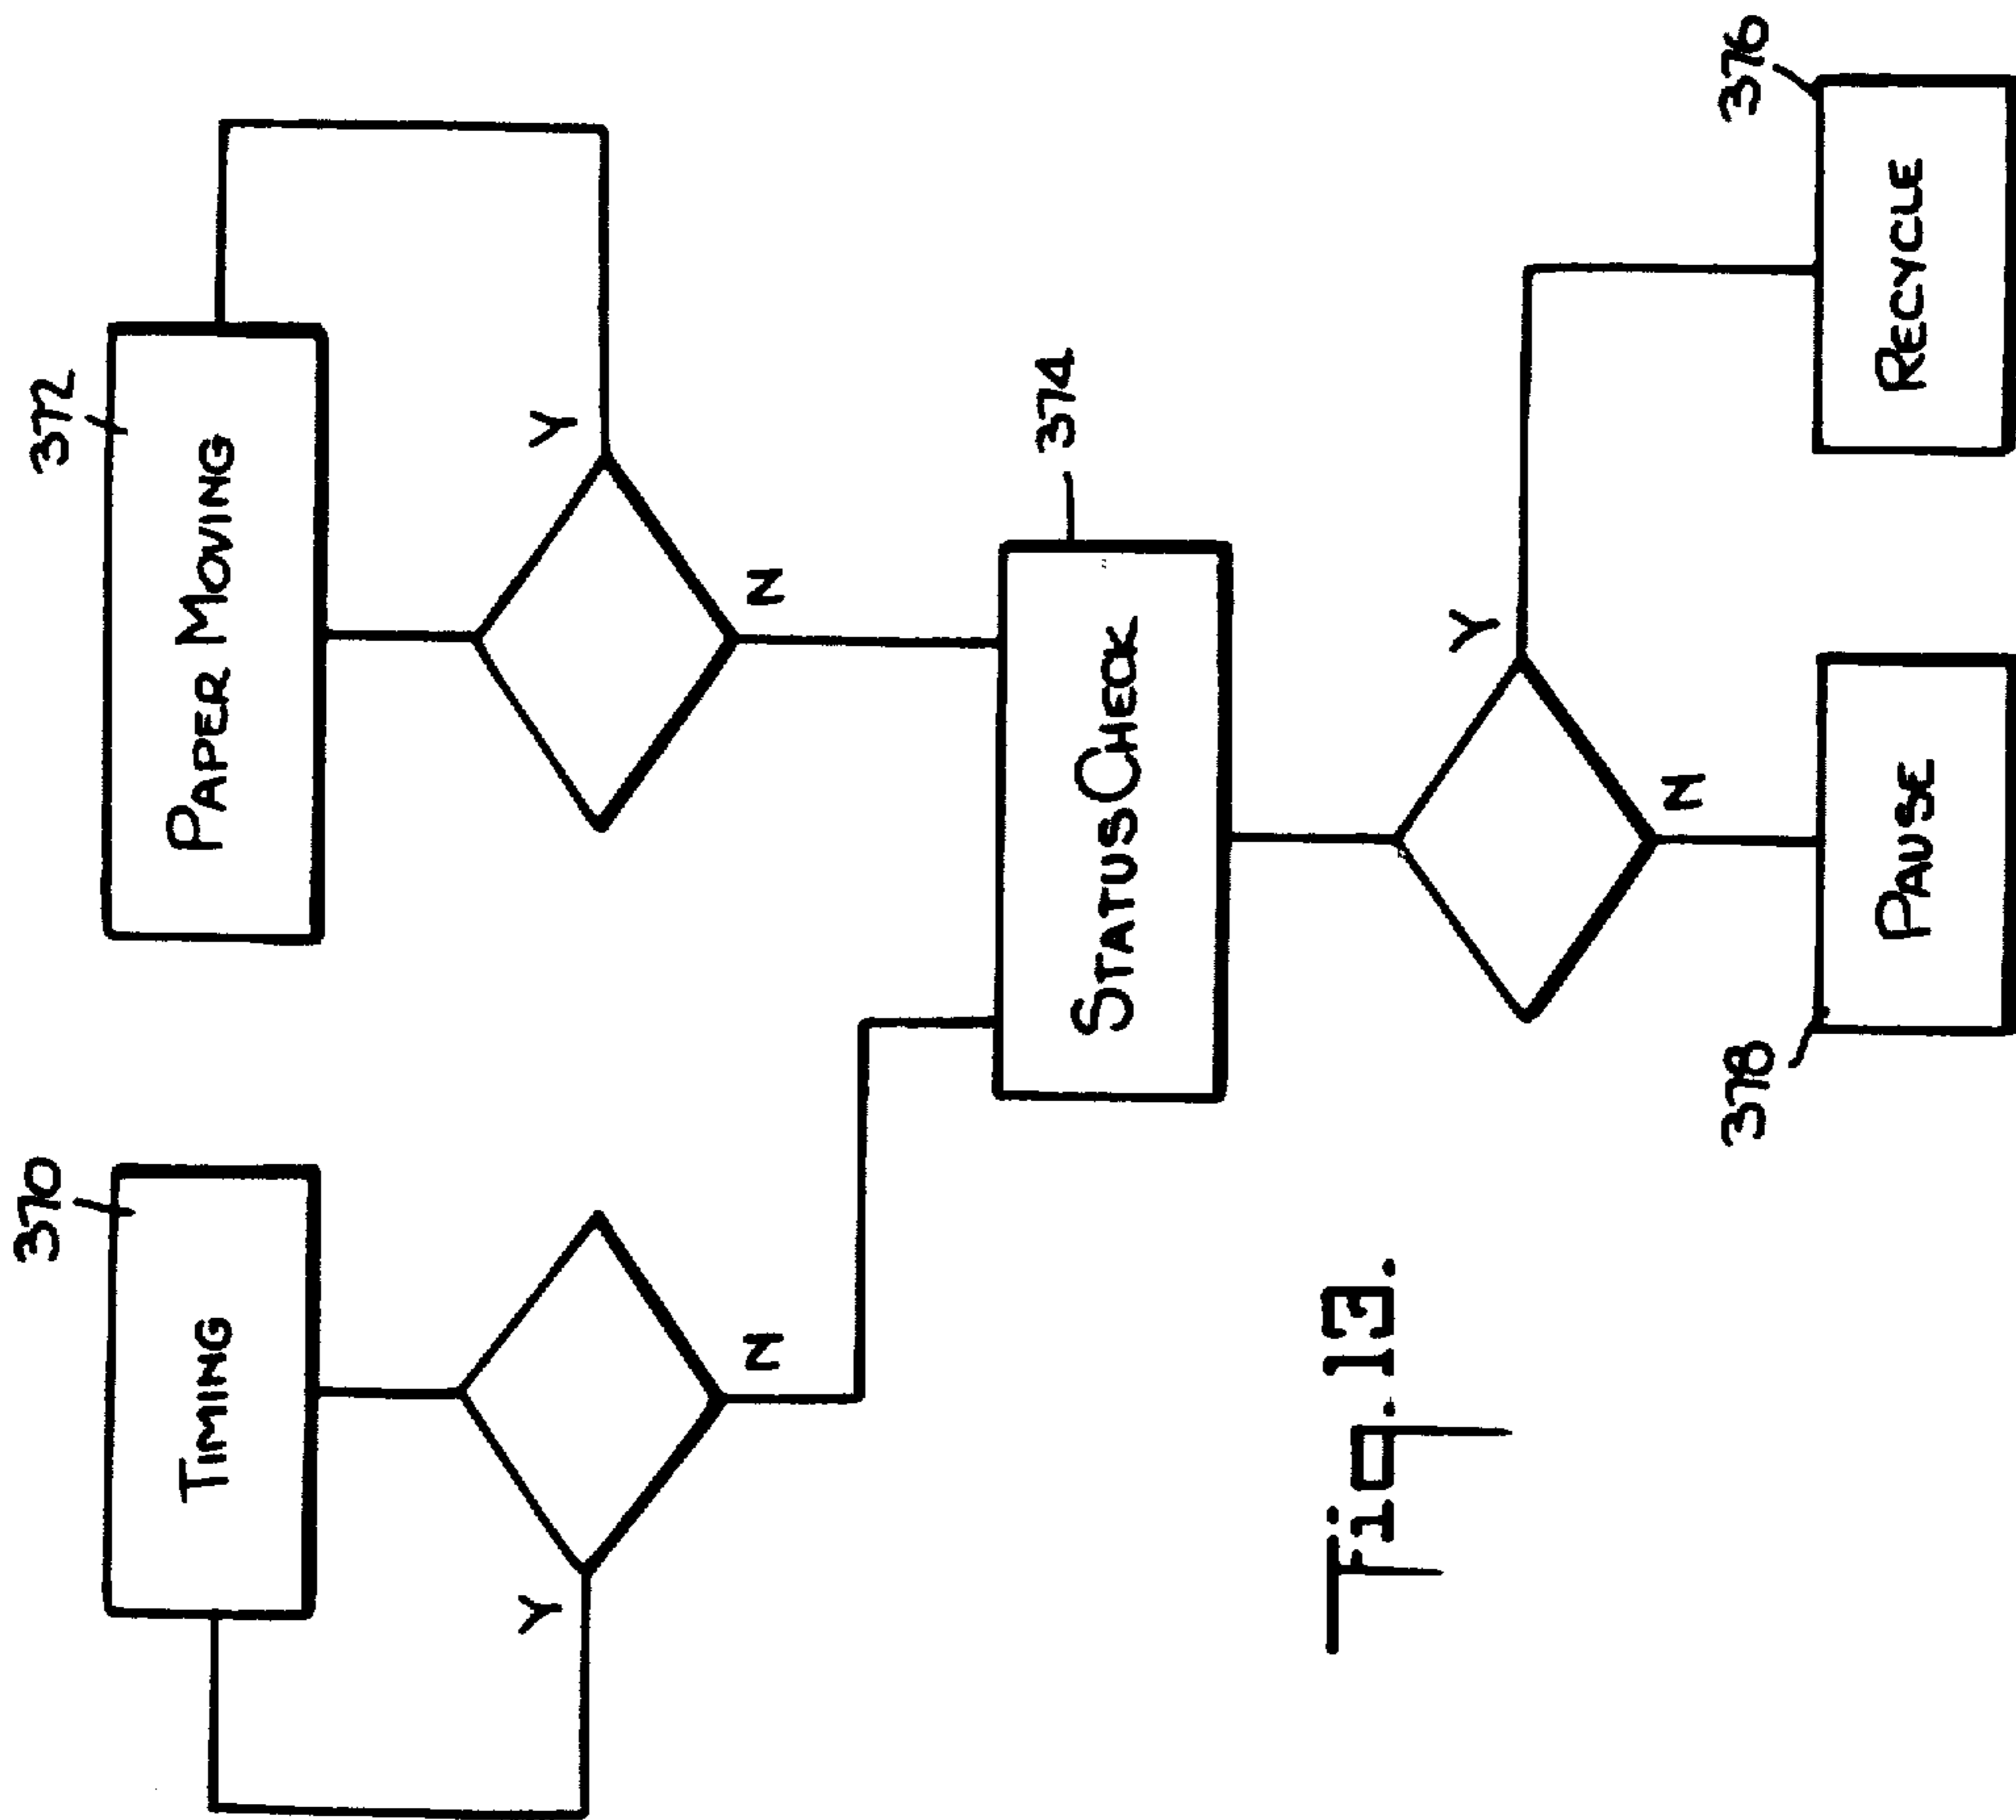 370
372
TIMING
PAPER MOVING
Y
Y
N
N
374
STATUS CHECK
Fig. 13.
Y
N
378
376
PAUSE
RECYCLE